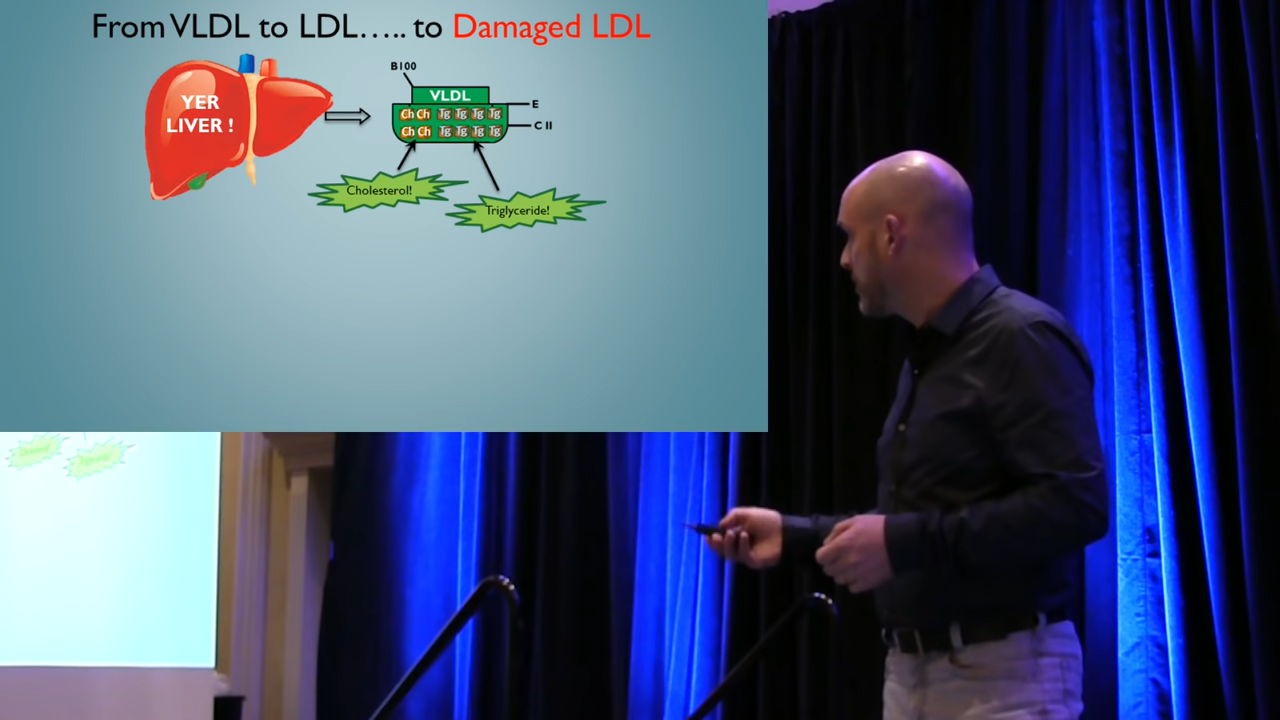 From VLDL to LDL….. to Damaged LDL
B100
YER
LIVER !
VLDL
E
Ch Ch Tg Tg Tg Tg
C II
Ch Ch Tg Tg Tg Tg
Cholesterol!
Triglyceride!